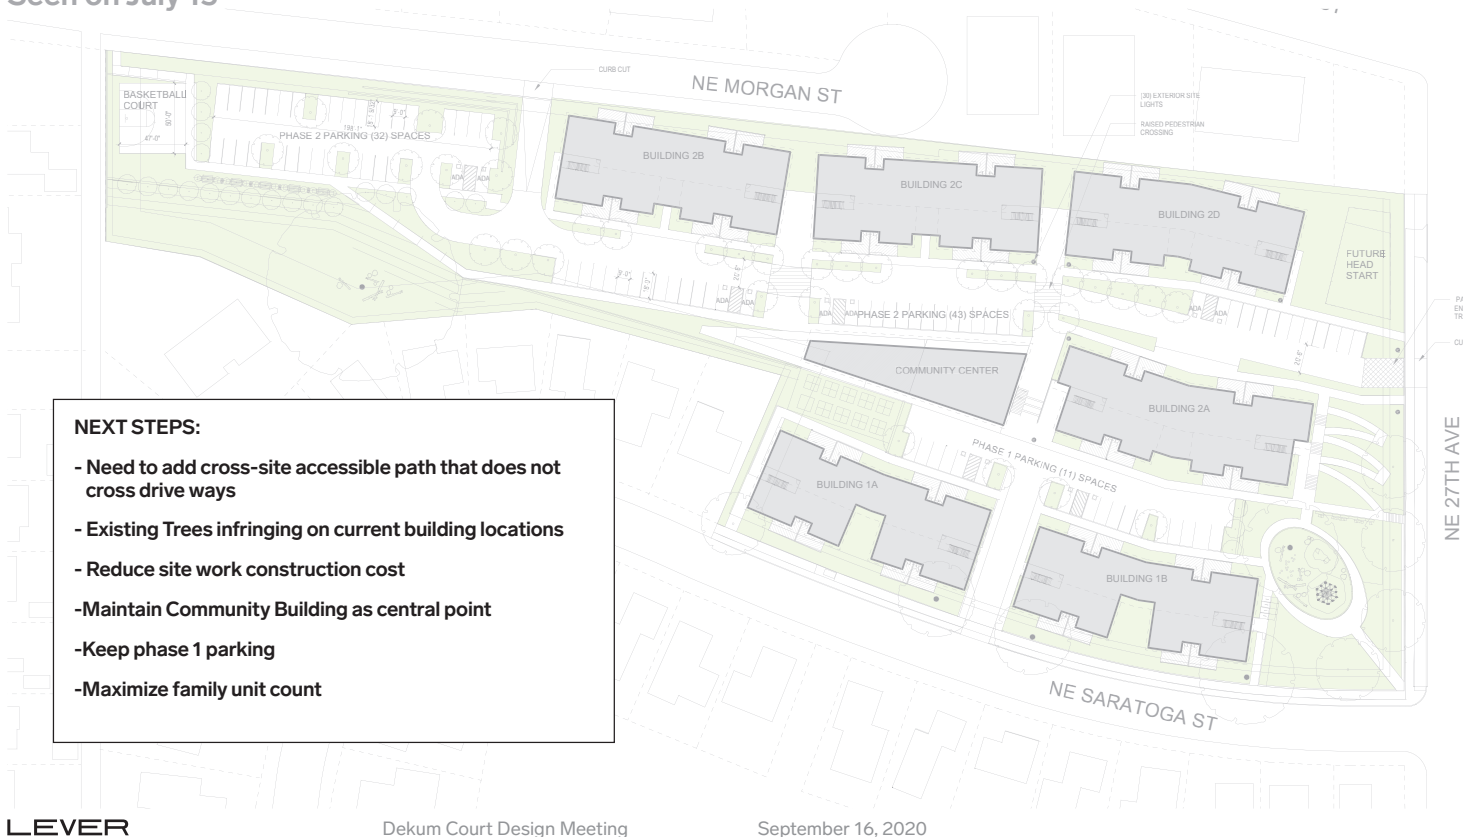 Seen on July 15
NE MORGAN ST
CURB CUT
BASKETBALL
COURT
47'-0"
PHASE 2 PARKING (32) SPACES
ADA
ADA
BUILDING 2B
BUILDING 2C
BUILDING 2D
(30) EXTERIOR SITE
LIGHTS
RAISED PEDESTRIAN
CROSSING
FUTURE
HEAD
START
ADA
ADA
ADA
ADA
PHASE 2 PARKING (43) SPACES
ADA
ADA
COMMUNITY CENTER
BUILDING 2A
PHASE 1 PARKING (11) SPACES
BUILDING 1A
BUILDING 1B
NE 27TH AVE
NE SARATOGA ST
NEXT STEPS:
- Need to add cross-site accessible path that does not
cross drive ways
- Existing Trees infringing on current building locations
- Reduce site work construction cost
-Maintain Community Building as central point
-Keep phase 1 parking
-Maximize family unit count
LEVER
Dekum Court Design Meeting
September 16, 2020